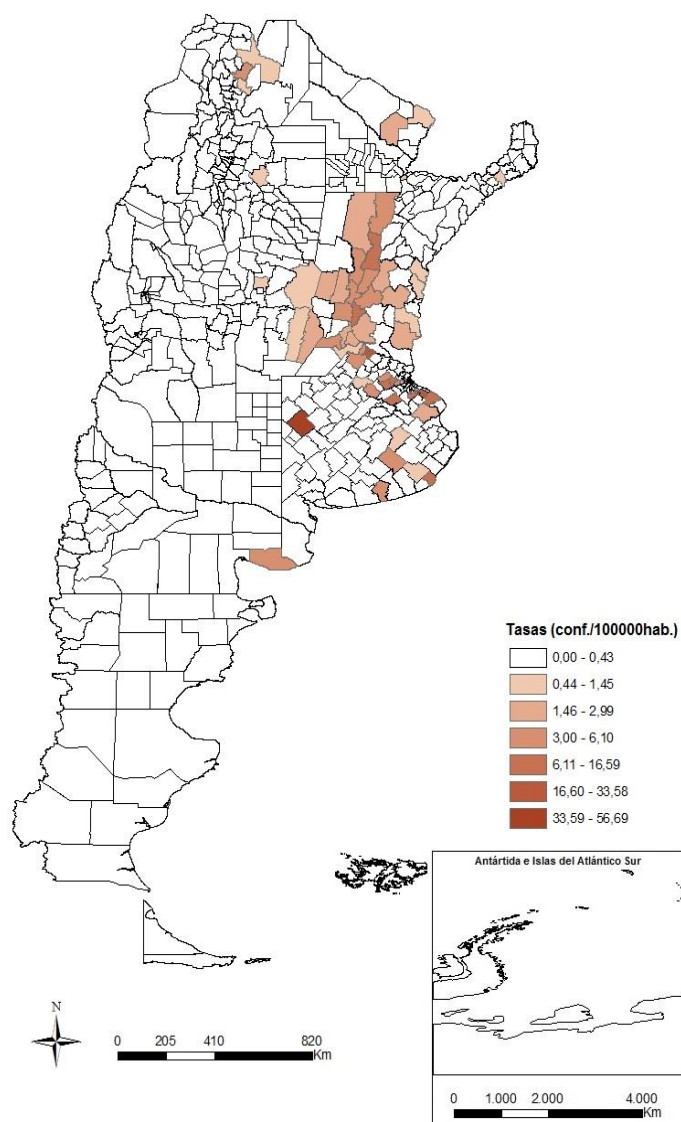 Tasas (conf./100000hab.)
0,00 - 0,43
0,44 - 1,45
1,46 - 2,99
3,00 - 6,10
6,11 - 16,59
16,60 - 33,58
33,59 - 56,69
Antártida e Islas del Atlántico Sur
N
0 205 410 820
Km
0 1.000 2.000 4.000
Km